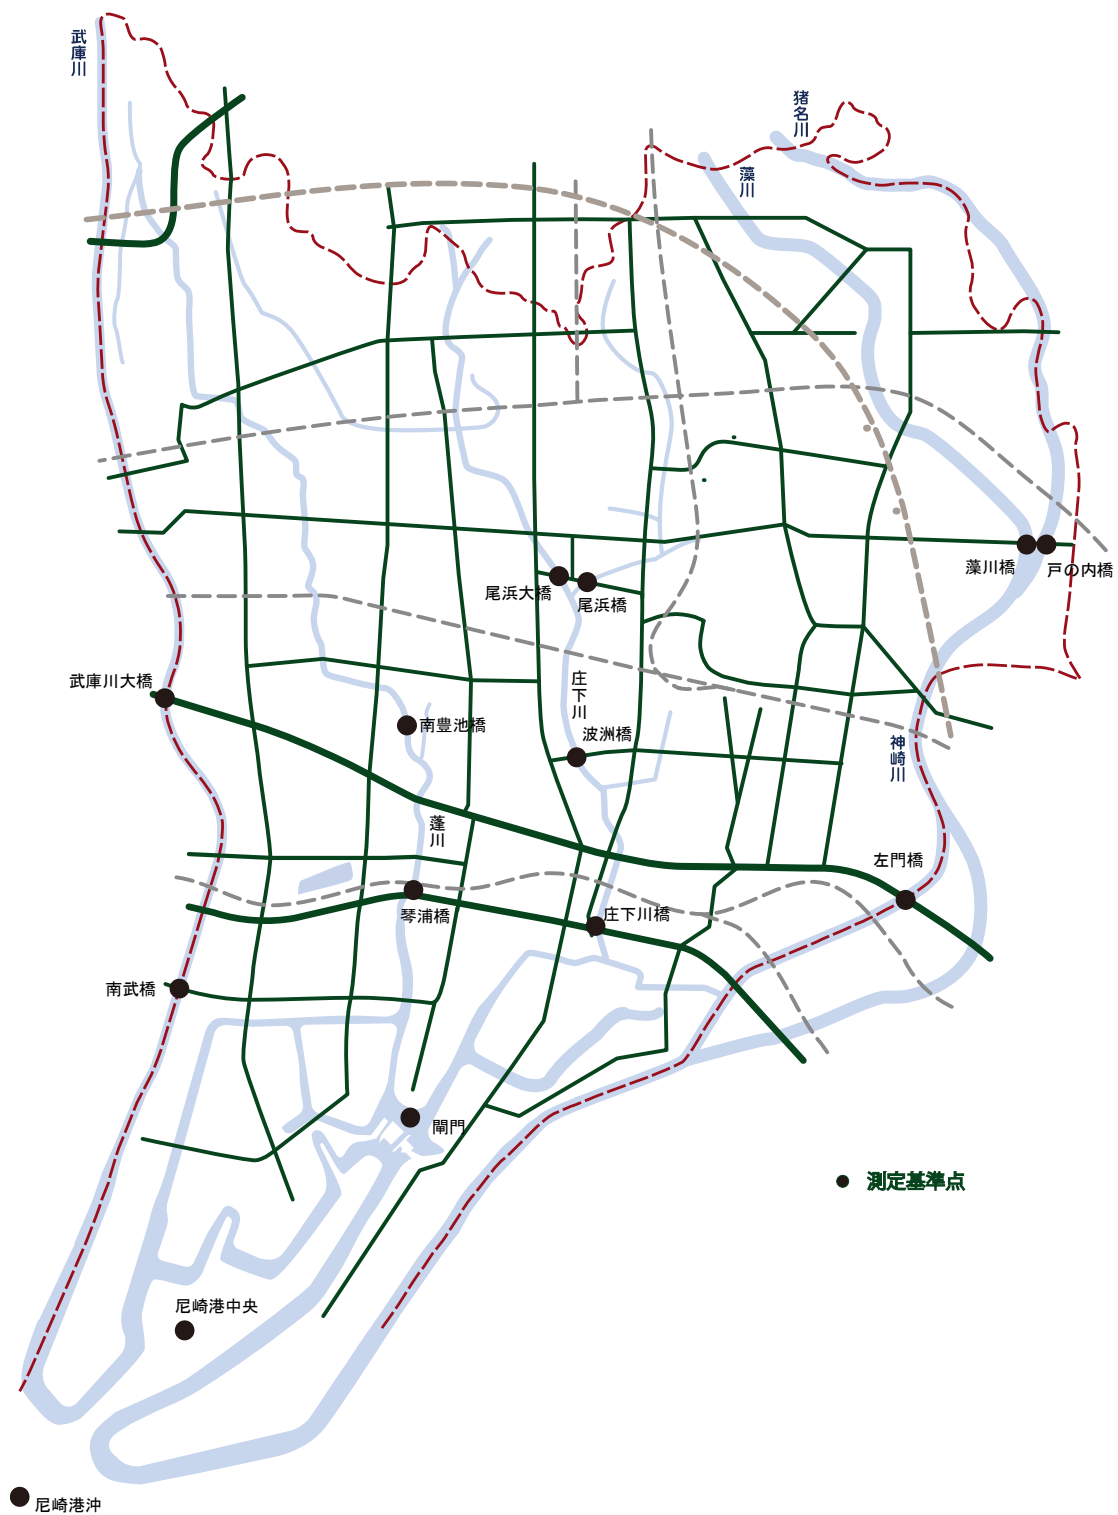 武庫川
猪名川
藻川
藻川橋
戸の内橋
尾浜大橋
尾浜橋
武庫川大橋
庄下川
南豊池橋
波洲橋
神崎川
蓬川
左門橋
琴浦橋
庄下川橋
南武橋
閘門
測定基準点
尼崎港中央
尼崎港沖